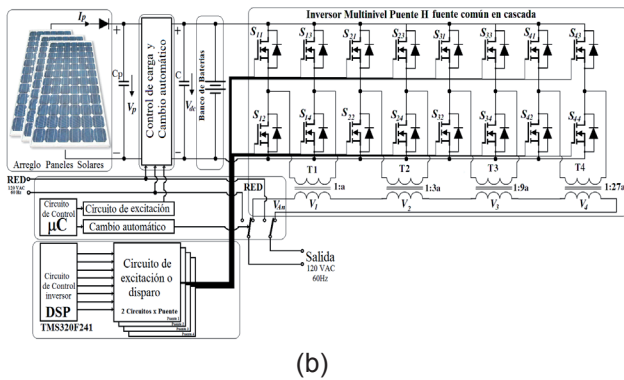 Inversor Multinivel Puente H fuente común en cascada
Ip
S11
S13
S21
S23
S31
S33
S41
S43
+
+
Cp
Vp
Control de carga y
Cambio automático
C
Vdc
Banco de Baterías
S12
S14
S22
S24
S32
S34
S42
S44
Arreglo Paneles Solares
T1
1:a
T2
1:3a
T3
1:9a
T4
1:27a
RED
120 VAC
60Hz
RED
VAn
V1
V2
V3
V4
Circuito
de Control
μC
Circuito de excitación
Cambio automático
Salida
120 VAC
60Hz
Circuito
de Control
inversor
DSP
TMS320F241
Circuito de
excitación o
disparo
2 Circuitos x Puente
Puente 1
(b)